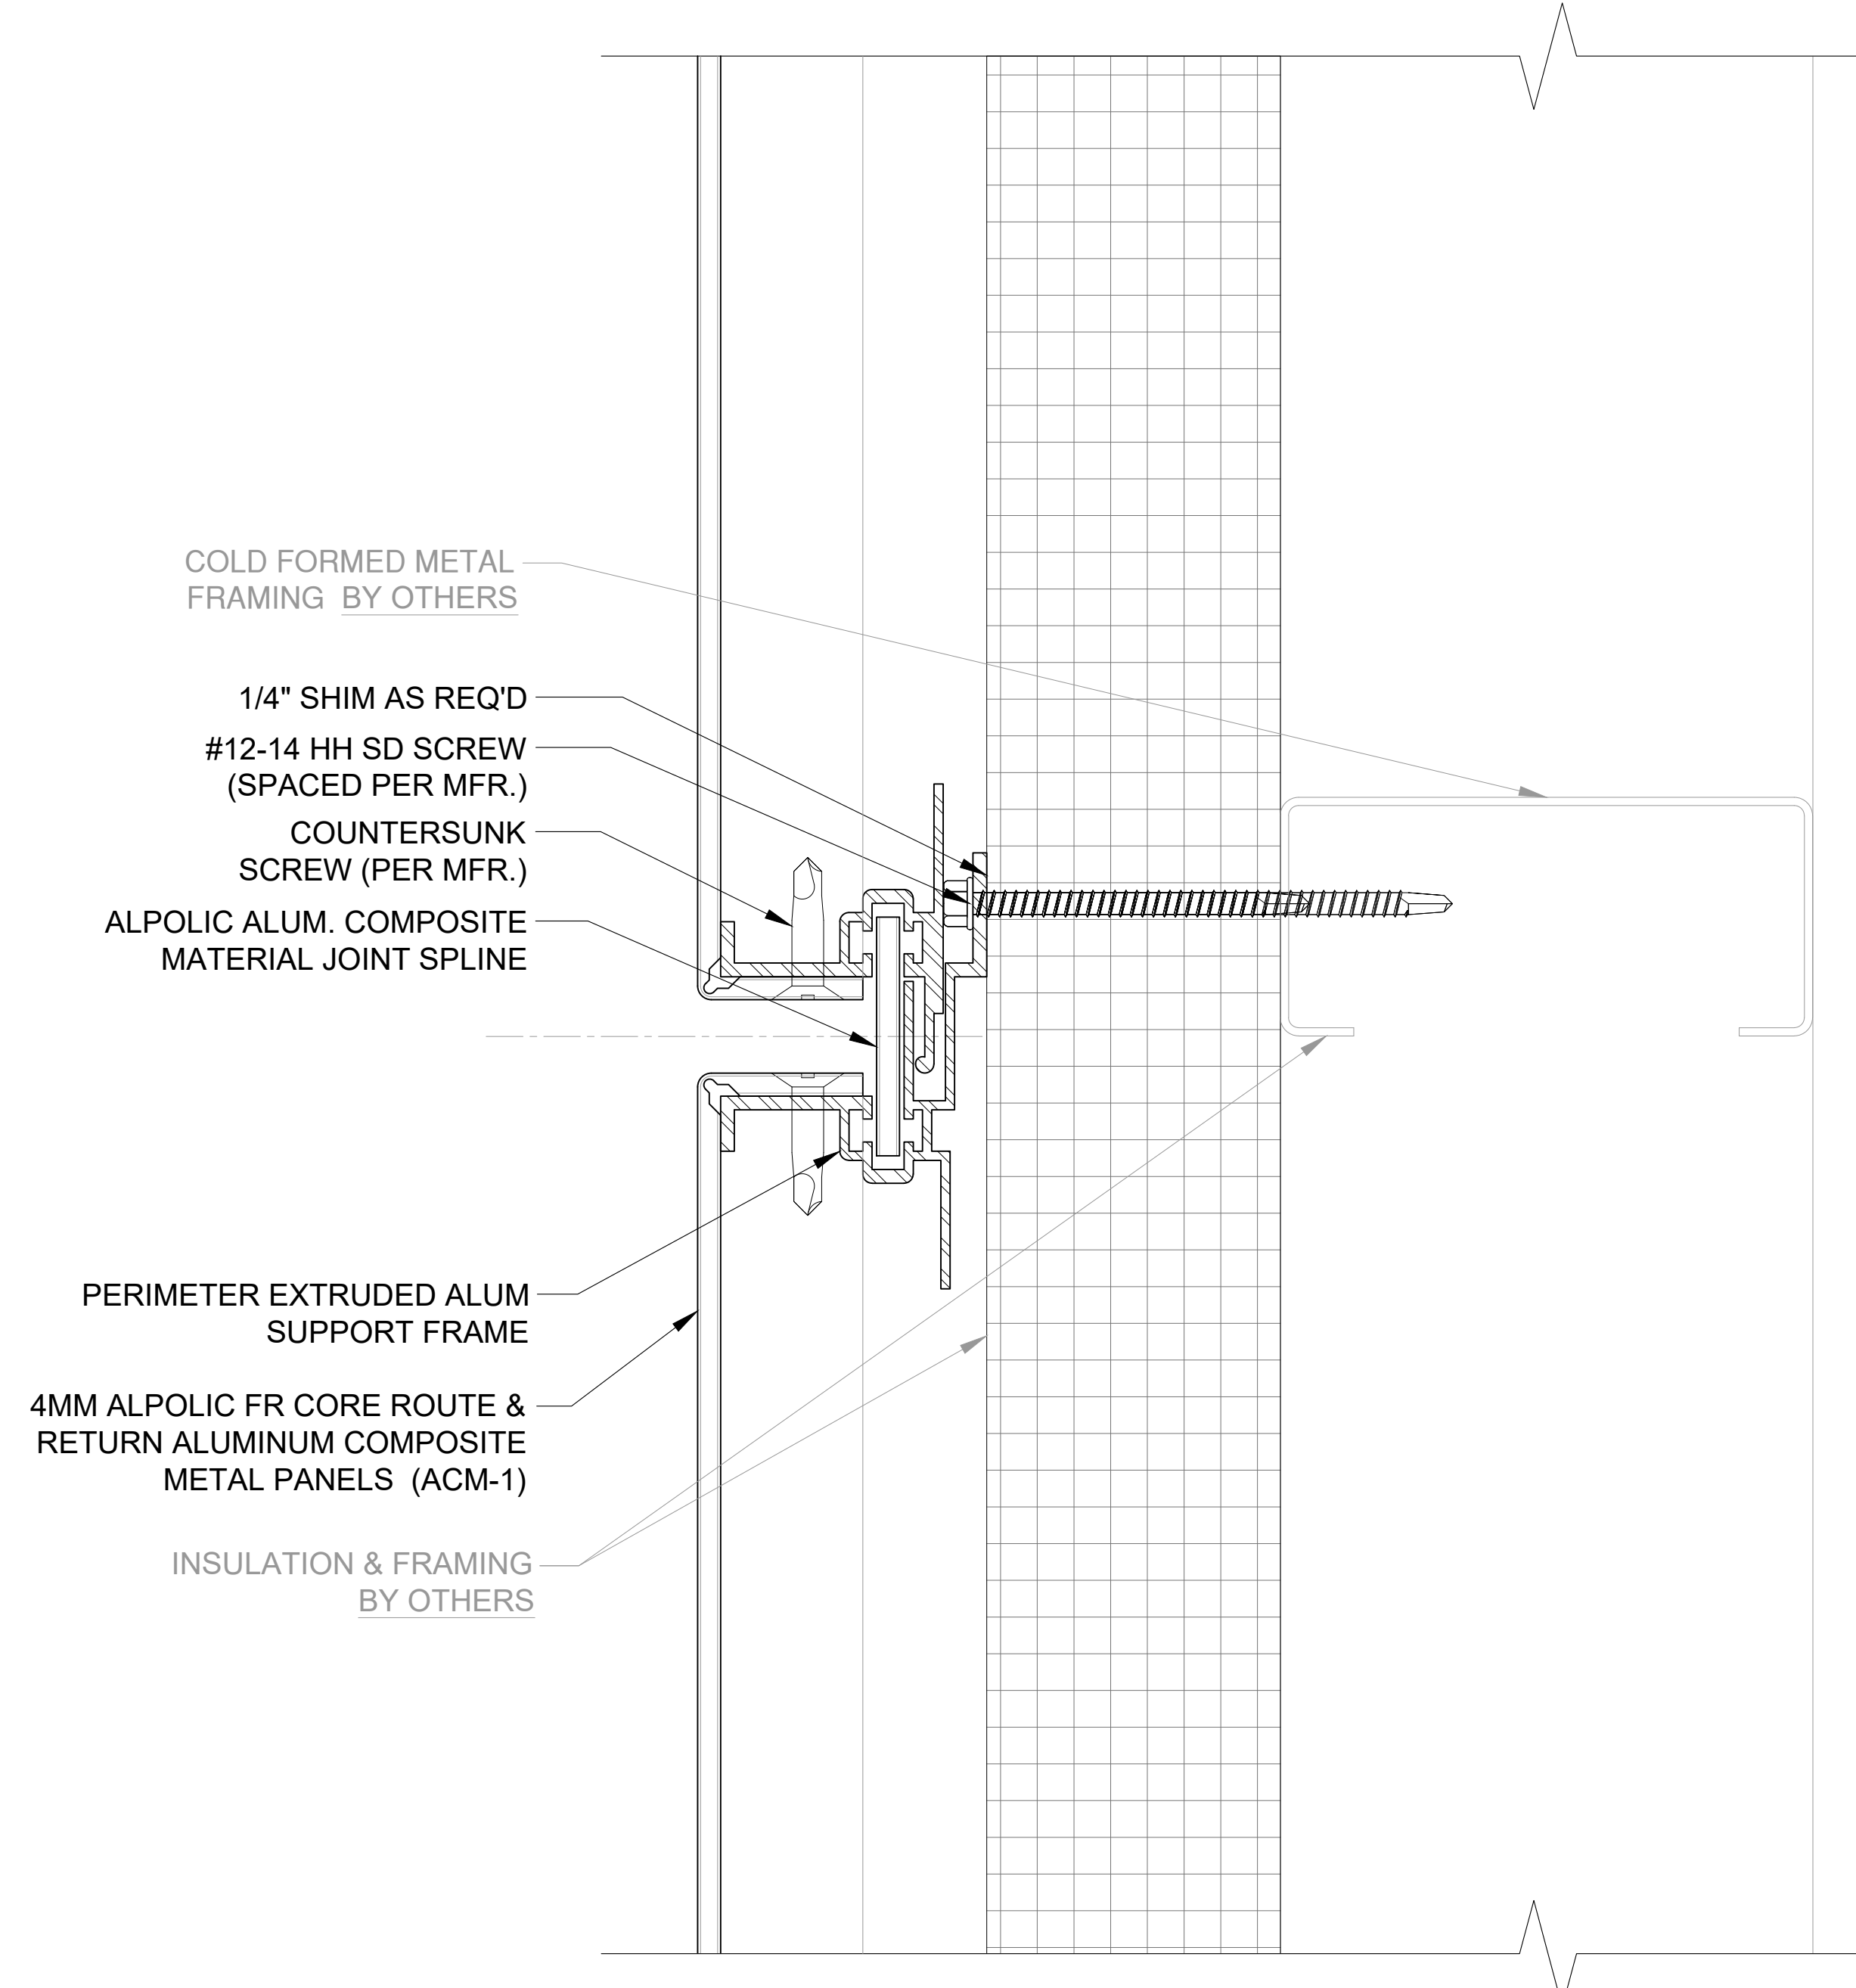 COLD FORMED METAL
FRAMING BY OTHERS
1/4" SHIM AS REQ'D
#12-14 HH SD SCREW
(SPACED PER MFR.)
COUNTERSUNK
SCREW (PER MFR.)
ALPOLIC ALUM. COMPOSITE
MATERIAL JOINT SPLINE
PERIMETER EXTRUDED ALUM
SUPPORT FRAME
4MM ALPOLIC FR CORE ROUTE &
RETURN ALUMINUM COMPOSITE
METAL PANELS (ACM-1)
INSULATION & FRAMING
BY OTHERS